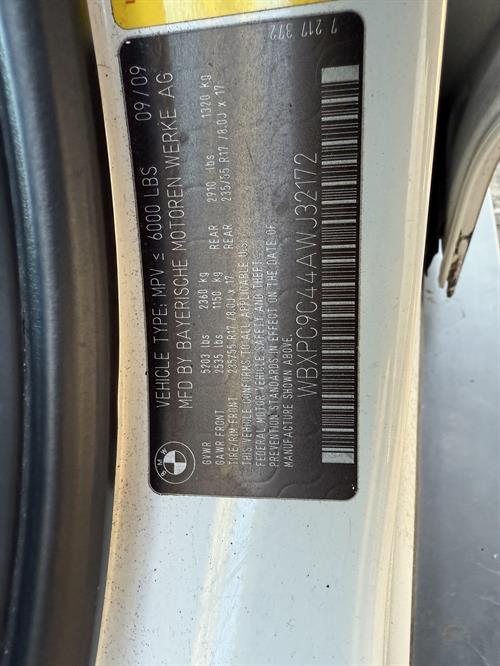 BMW
VEHICLE TYPE: MPV ≤ 6000 LBS 09/09
MFD BY BAYERISCHE MOTOREN WERKE AG
GVWR 5203 lbs 2360 kg
GAWR FRONT 2535 lbs 1150 kg REAR 2910 lbs 1320 kg
TIRE/RIM FRONT 235/55 R17 /8.0J x 17 REAR 235/55 R17 /8.0J x 17
THIS VEHICLE CONFORMS TO ALL APPLICABLE U.S.
FEDERAL MOTOR VEHICLE SAFETY AND THEFT
PREVENTION STANDARDS IN EFFECT ON THE DATE OF
MANUFACTURE SHOWN ABOVE.
WBXPC9C44AWJ32172
7 217 372